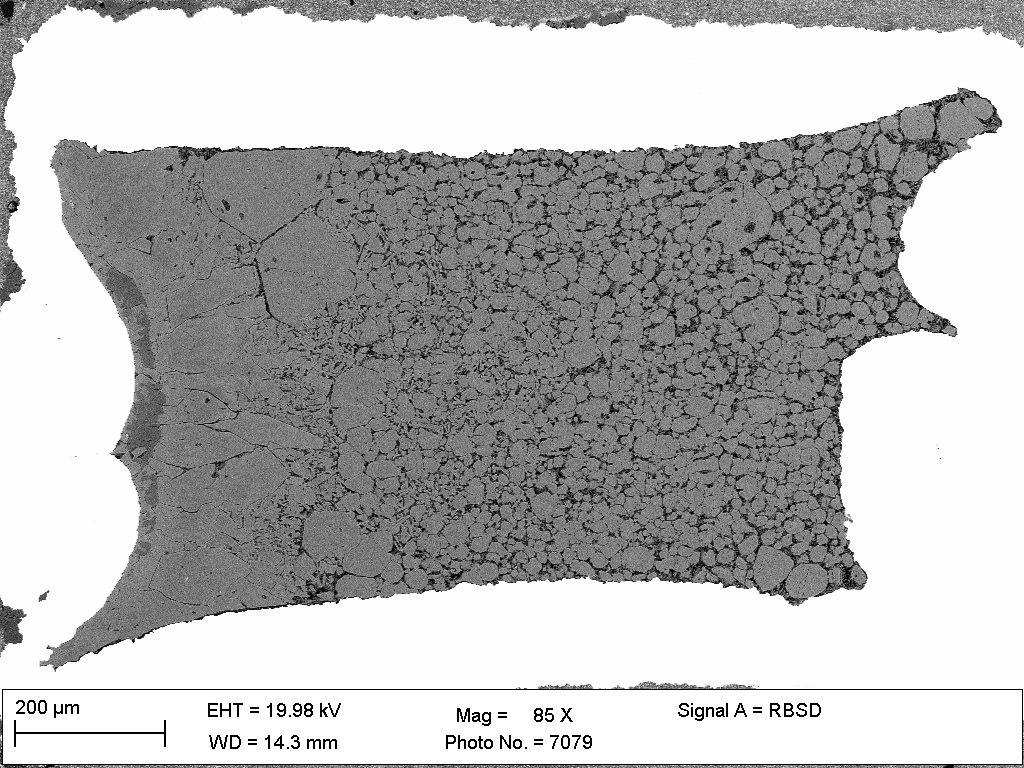 200 µm EHT = 19.98 kV Mag = 85 X Signal A = RBSD
WD = 14.3 mm Photo No. = 7079